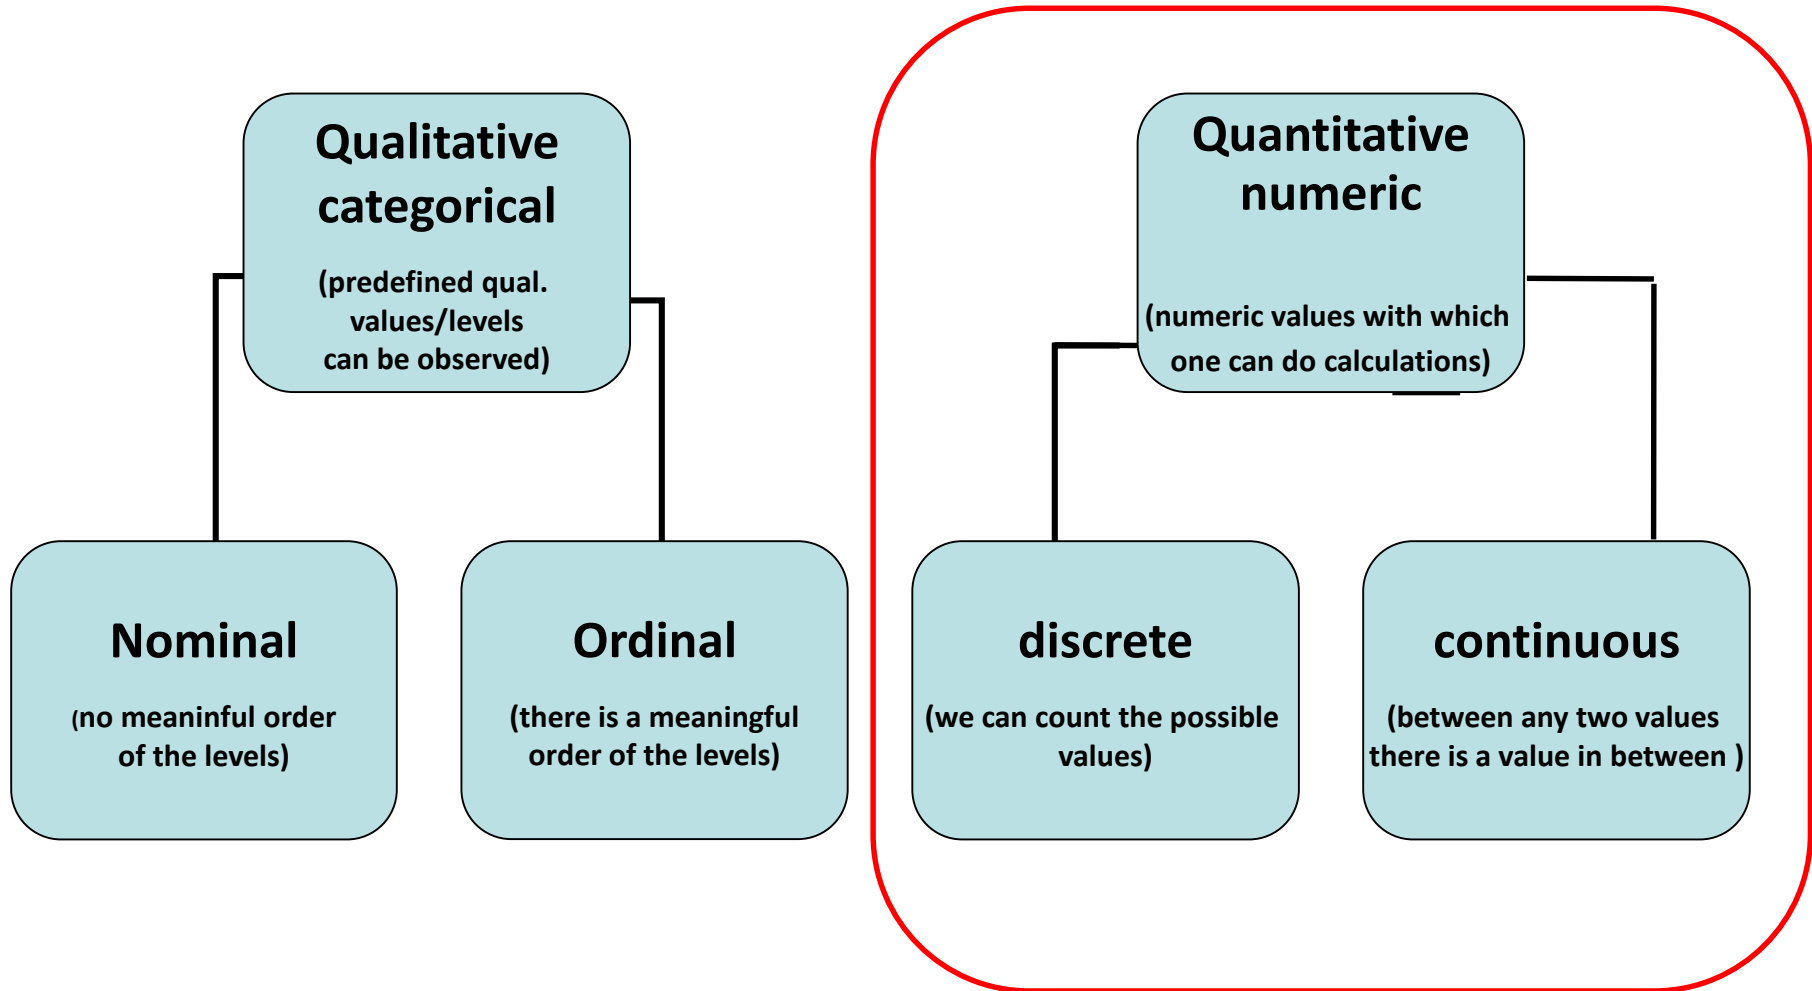 Qualitative
categorical
(predefined qual.
values/levels
can be observed)
Quantitative
numeric
(numeric values with which
one can do calculations)
Nominal
(no meaninful order
of the levels)
Ordinal
(there is a meaningful
order of the levels)
discrete
(we can count the possible
values)
continuous
(between any two values
there is a value in between )